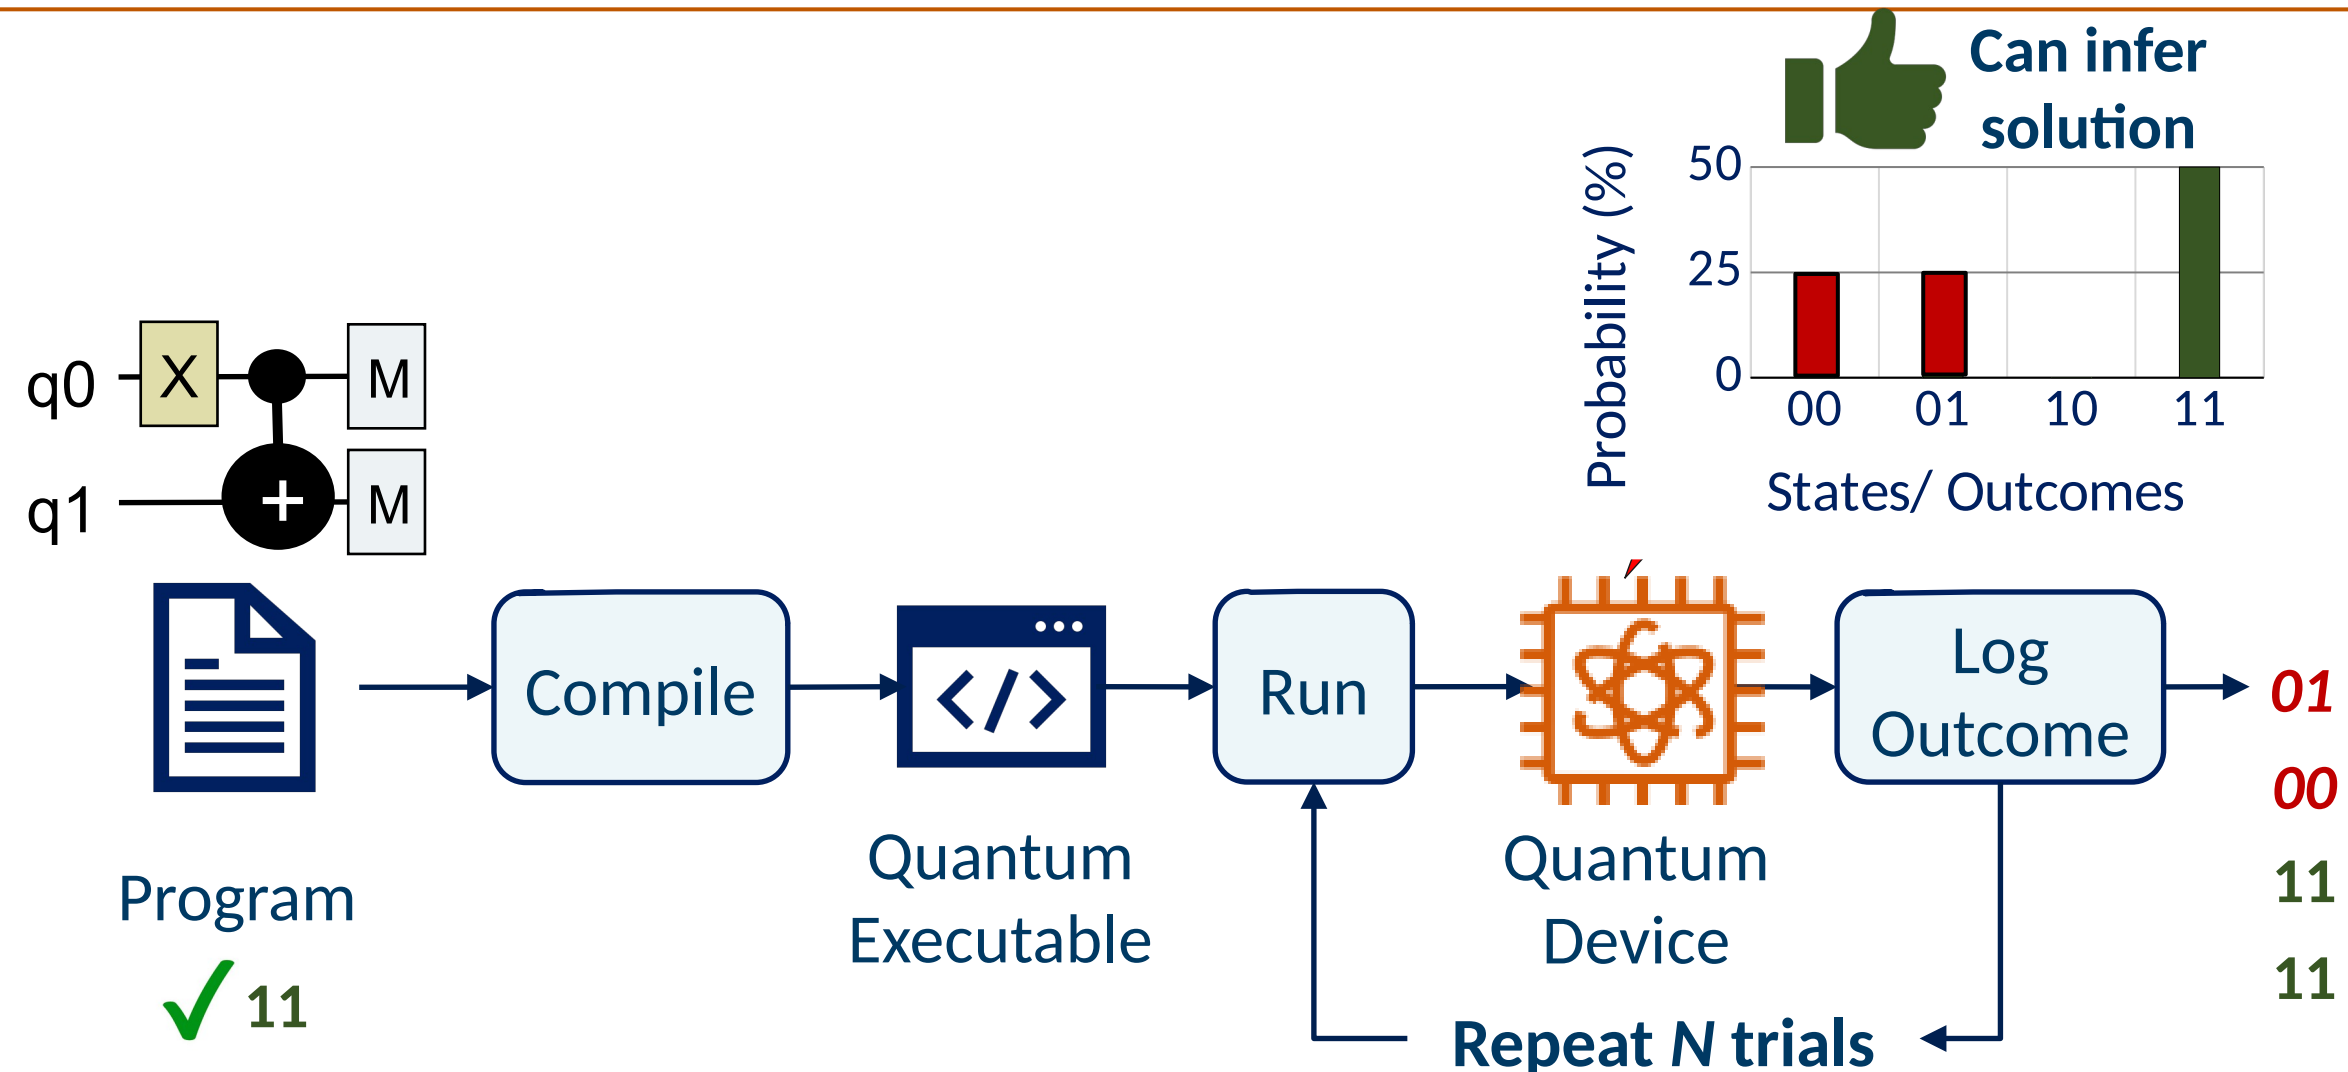 Can infer
solution
Probability (%)
50
25
0
00 01 10 11
States/ Outcomes
q0 X M
q1 + M
Compile
</>
Run
Log
Outcome
01
00
11
11
Program
✓ 11
Quantum
Executable
Quantum
Device
Repeat N trials